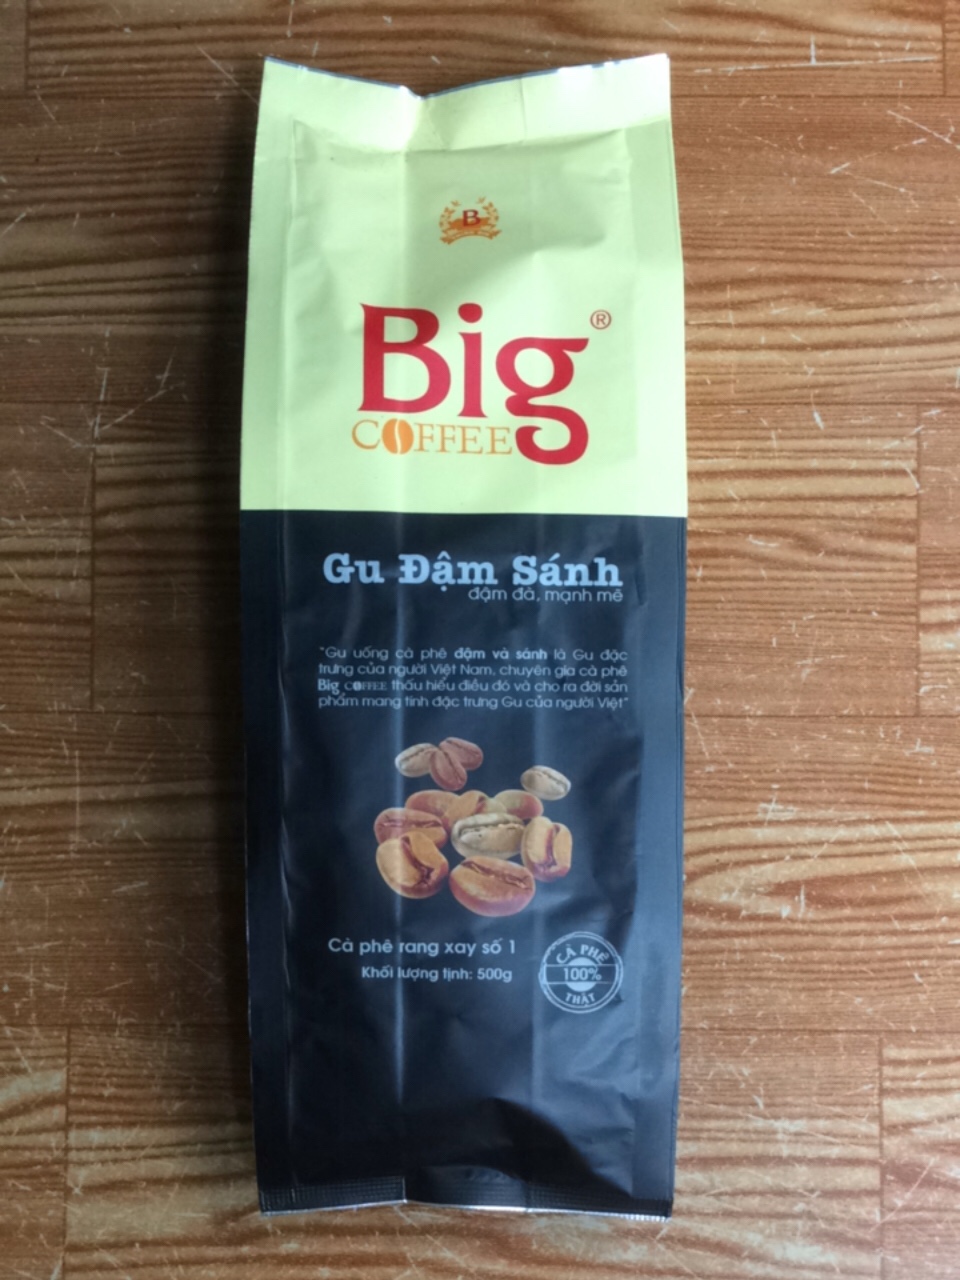 B
Big®
COFFEE
Gu Đậm Sánh
đậm đà, mạnh mẽ
"Gu uống cà phê đậm và sánh là Gu đặc
trưng của người Việt Nam, chuyên gia cà phê
Big COFFEE thấu hiểu điều đó và cho ra đời sản
phẩm mang tính đặc trưng Gu của người Việt"
Cà phê rang xay số 1
Khối lượng tịnh: 500g
CÀ PHÊ
100%
THẬT